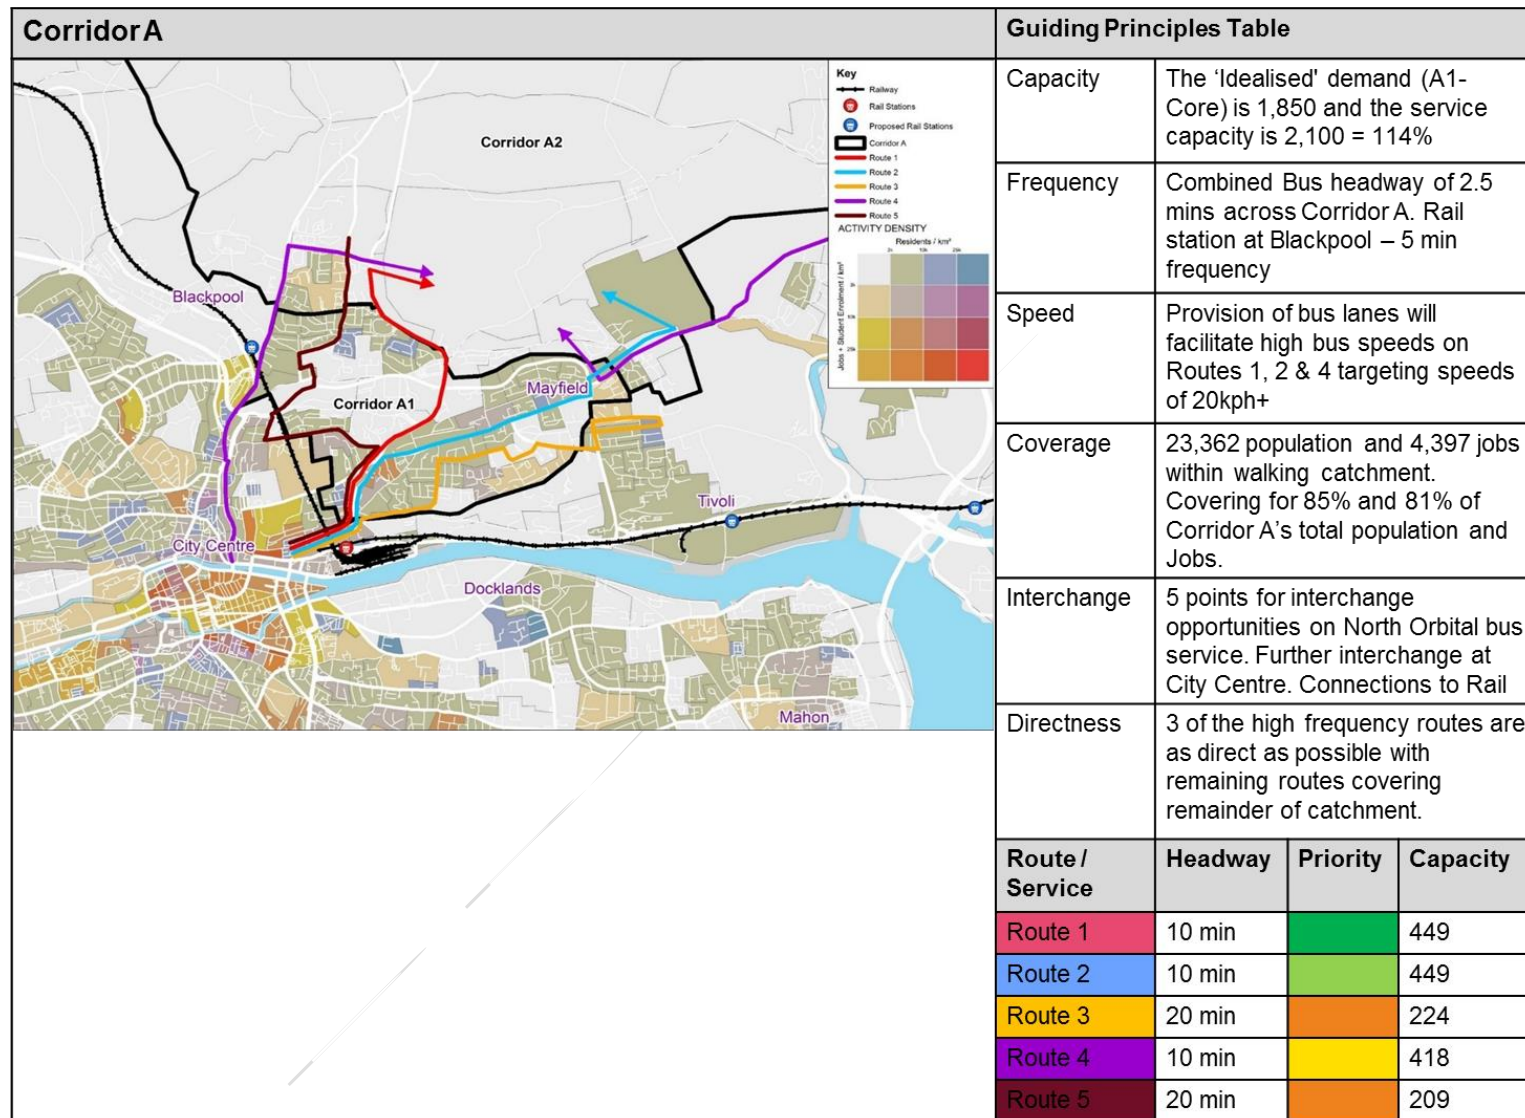 Corridor A
Guiding Principles Table
Key
Railway
Rail Stations
Proposed Rail Stations
Corridor A
Route 1
Route 2
Route 3
Route 4
Route 5
ACTIVITY DENSITY
Residents / km²
Jobs + Student Enrolment / km²
Corridor A2
Blackpool
Mayfield
Corridor A1
Tivoli
City Centre
Docklands
Mahon
Capacity
The ‘Idealised' demand (A1-
Core) is 1,850 and the service
capacity is 2,100 = 114%
Frequency
Combined Bus headway of 2.5
mins across Corridor A. Rail
station at Blackpool – 5 min
frequency
Speed
Provision of bus lanes will
facilitate high bus speeds on
Routes 1, 2 & 4 targeting speeds
of 20kph+
Coverage
23,362 population and 4,397 jobs
within walking catchment.
Covering for 85% and 81% of
Corridor A’s total population and
Jobs.
Interchange
5 points for interchange
opportunities on North Orbital bus
service. Further interchange at
City Centre. Connections to Rail
Directness
3 of the high frequency routes are
as direct as possible with
remaining routes covering
remainder of catchment.
Route / Service
Headway
Priority
Capacity
Route 1
10 min
449
Route 2
10 min
449
Route 3
20 min
224
Route 4
10 min
418
Route 5
20 min
209